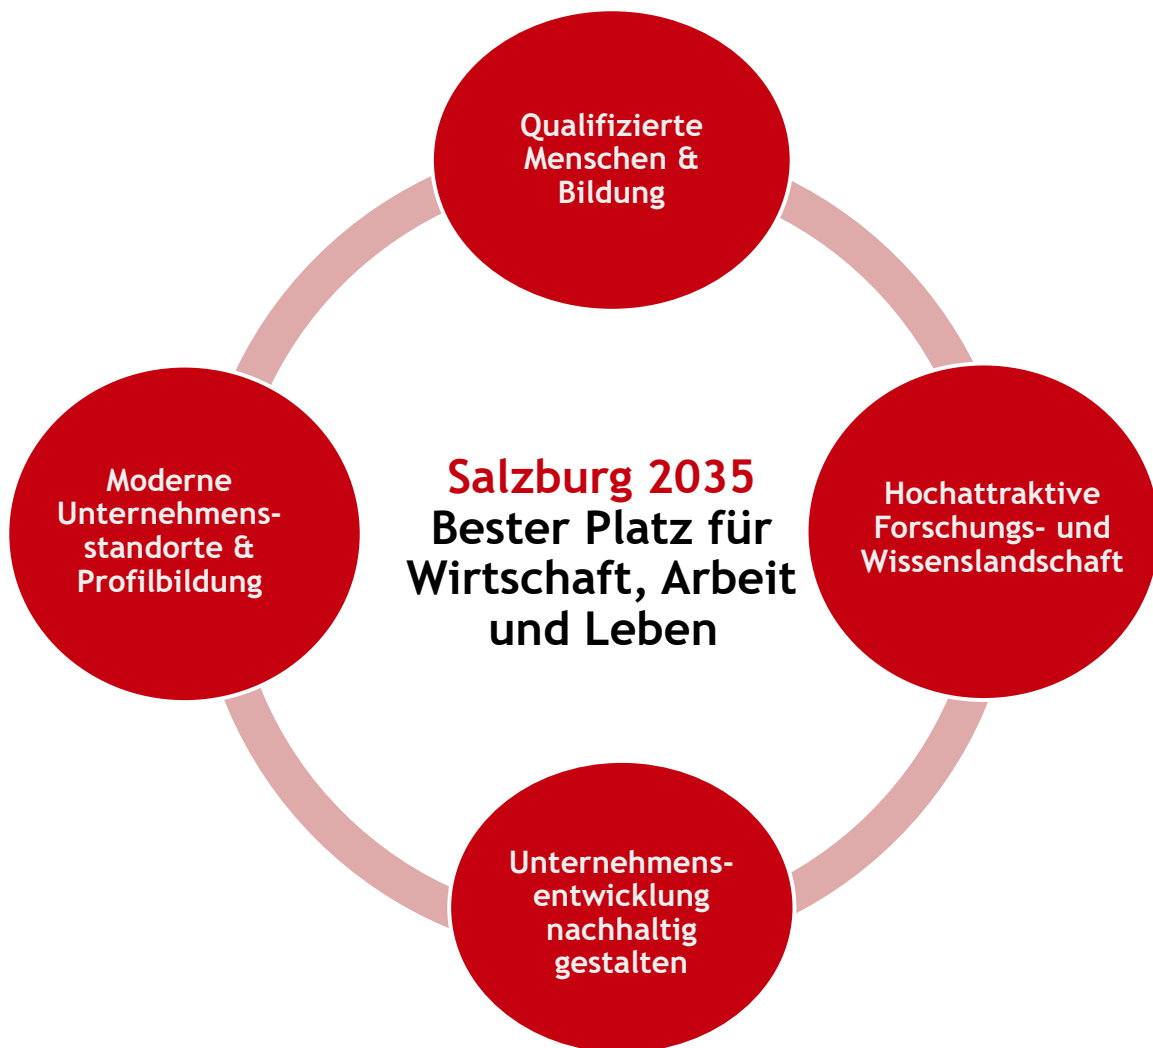 Qualifizierte
Menschen &
Bildung
Moderne
Unternehmens-
standorte &
Profilbildung
Salzburg 2035
Bester Platz für
Wirtschaft, Arbeit
und Leben
Hochattraktive
Forschungs- und
Wissenslandschaft
Unternehmens-
entwicklung
nachhaltig
gestalten